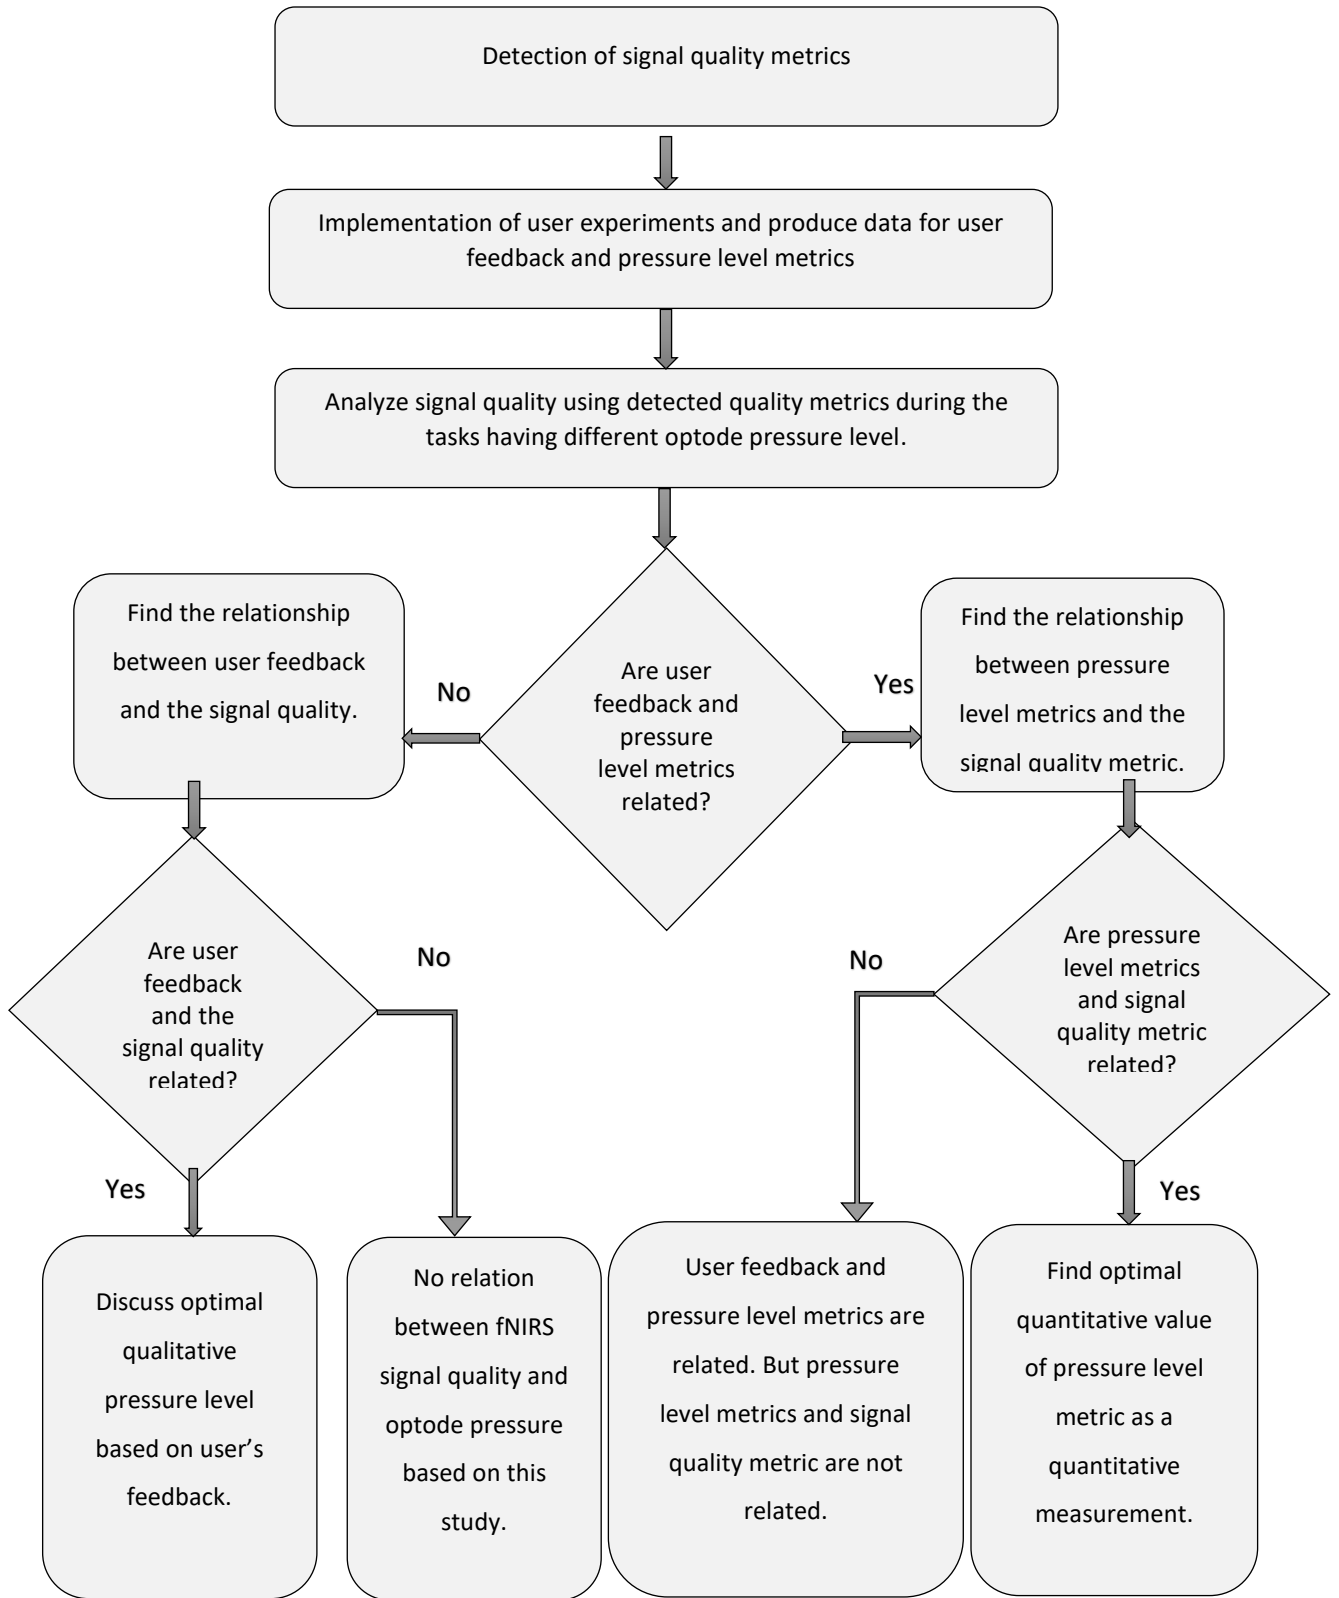 Detection of signal quality metrics
Implementation of user experiments and produce data for user
feedback and pressure level metrics
Analyze signal quality using detected quality metrics during the
tasks having different optode pressure level.
Find the relationship
between user feedback
and the signal quality.
No
Are user
feedback and
pressure
level metrics
related?
Yes
Find the relationship
between pressure
level metrics and the
signal quality metric.
Are user
feedback
and the
signal quality
related?
No
No
Are pressure
level metrics
and signal
quality metric
related?
Yes
Yes
Discuss optimal
qualitative
pressure level
based on user’s
feedback.
No relation
between fNIRS
signal quality and
optode pressure
based on this
study.
User feedback and
pressure level metrics are
related. But pressure
level metrics and signal
quality metric are not
related.
Find optimal
quantitative value
of pressure level
metric as a
quantitative
measurement.